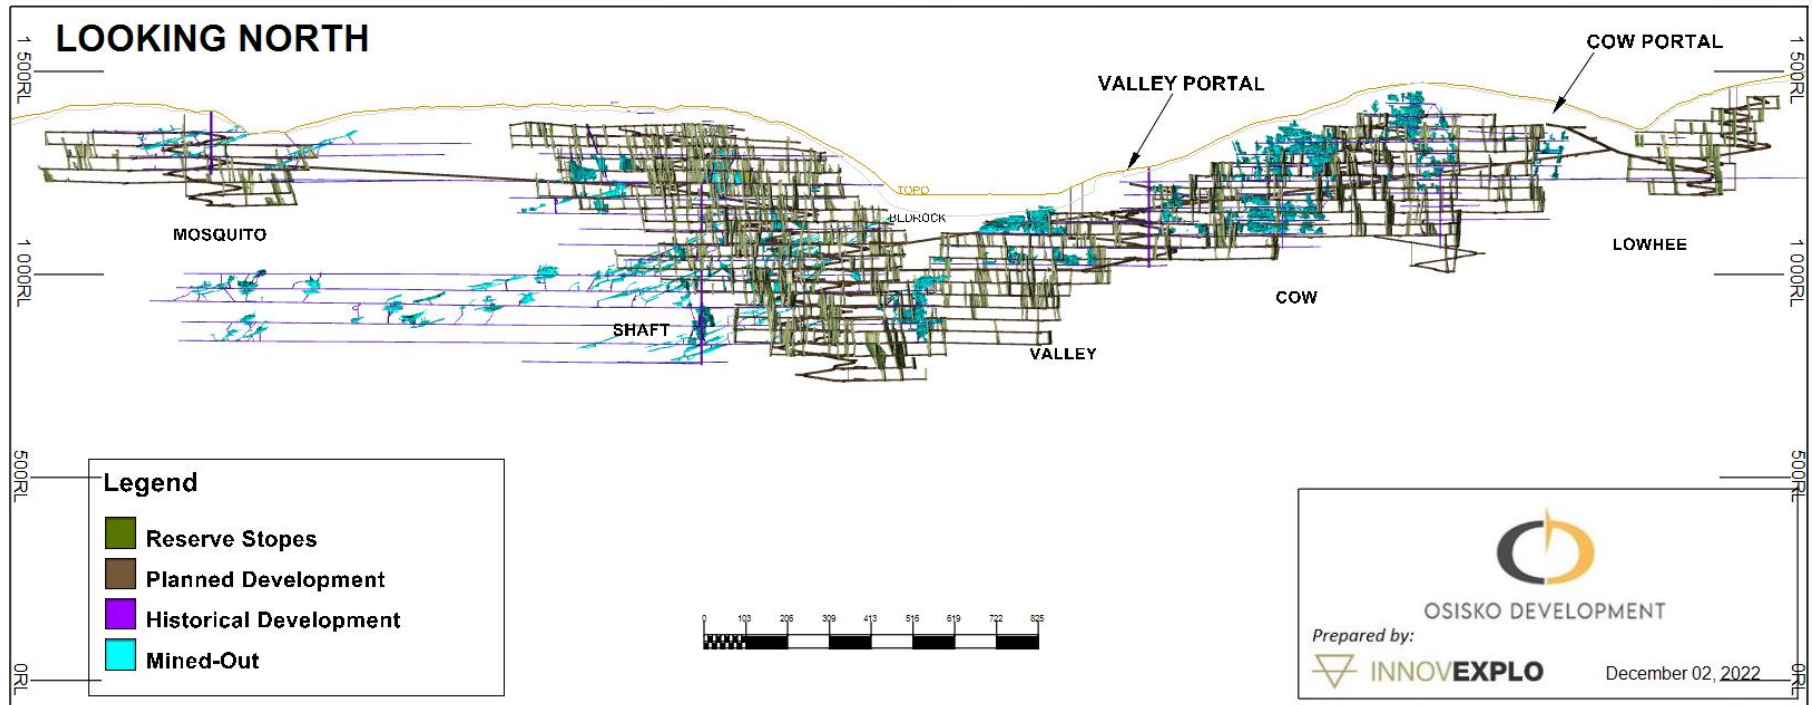 LOOKING NORTH
1 500RL
1 500RL
COW PORTAL
VALLEY PORTAL
TOPO
BEDROCK
MOSQUITO
LOWHEE
1 000RL
1 000RL
COW
SHAFT
VALLEY
500RL
500RL
Legend
Reserve Stopes
Planned Development
Historical Development
Mined-Out
0 103 206 309 413 516 619 722 825
OSISKO DEVELOPMENT
Prepared by:
INNOVEXPLO
December 02, 2022
0RL
0RL